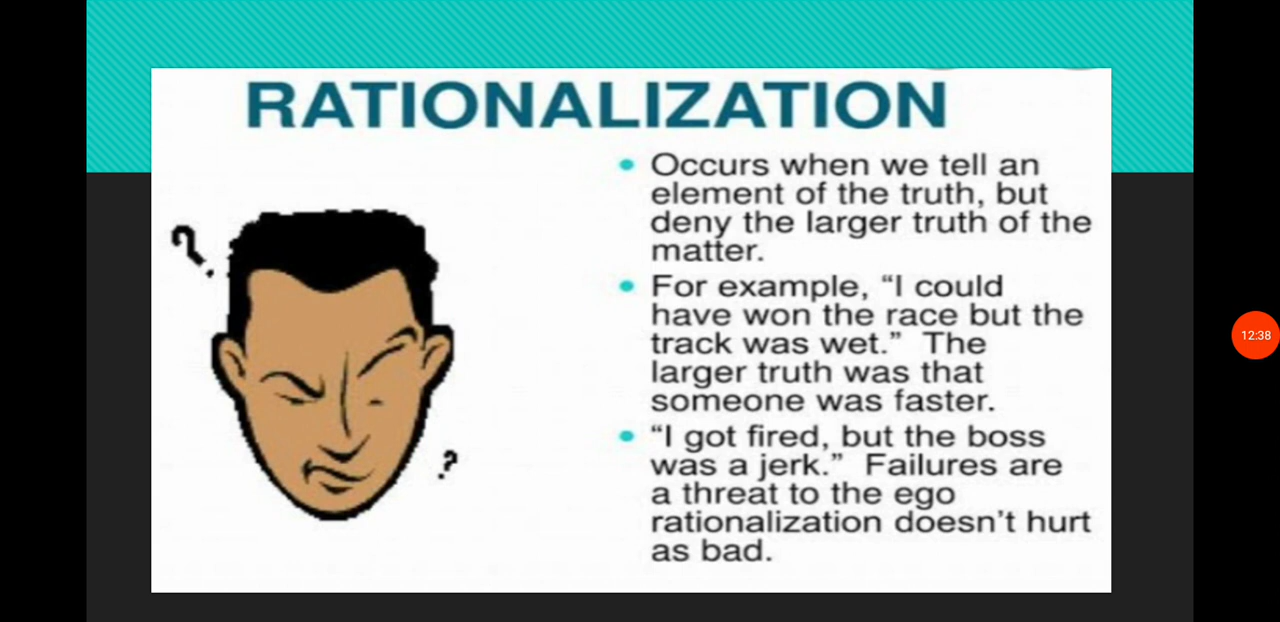 RATIONALIZATION
• Occurs when we tell an
element of the truth, but
deny the larger truth of the
matter.
• For example, “I could
have won the race but the
track was wet.” The
larger truth was that
someone was faster.
• “I got fired, but the boss
was a jerk.” Failures are
a threat to the ego
rationalization doesn’t hurt
as bad.
?
?
12:38